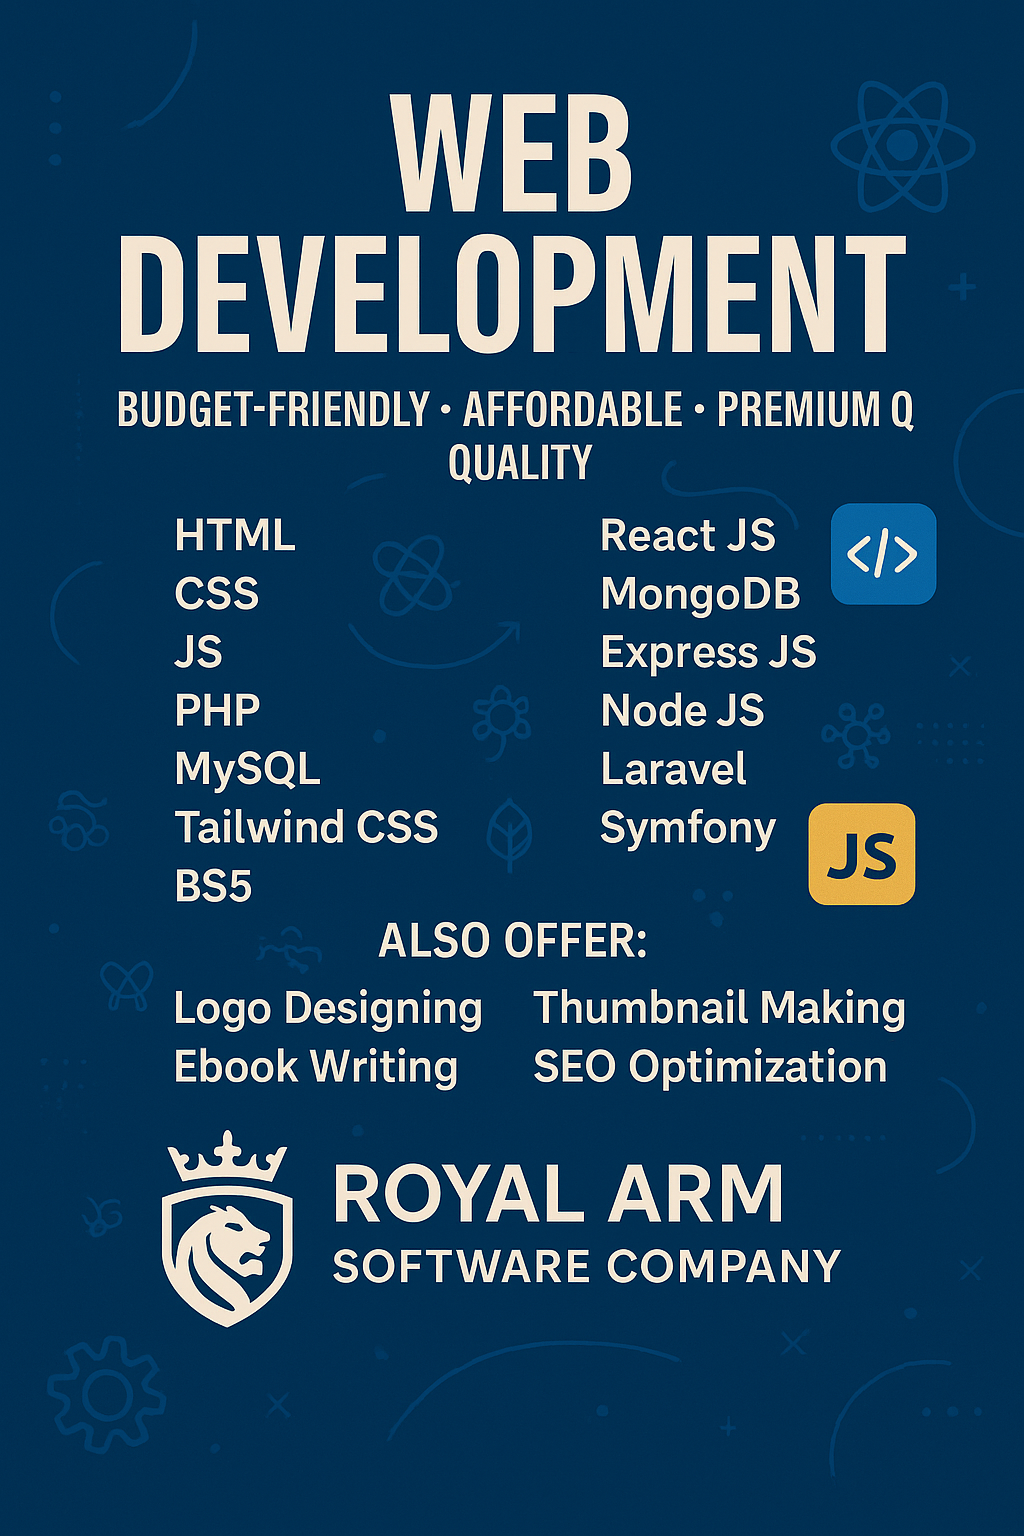 WEB
DEVELOPMENT
BUDGET-FRIENDLY • AFFORDABLE • PREMIUM Q
QUALITY
HTML
CSS
JS
PHP
MySQL
Tailwind CSS
BS5
React JS
MongoDB
Express JS
Node JS
Laravel
Symfony
</>
JS
ALSO OFFER:
Logo Designing
Ebook Writing
Thumbnail Making
SEO Optimization
ROYAL ARM
SOFTWARE COMPANY